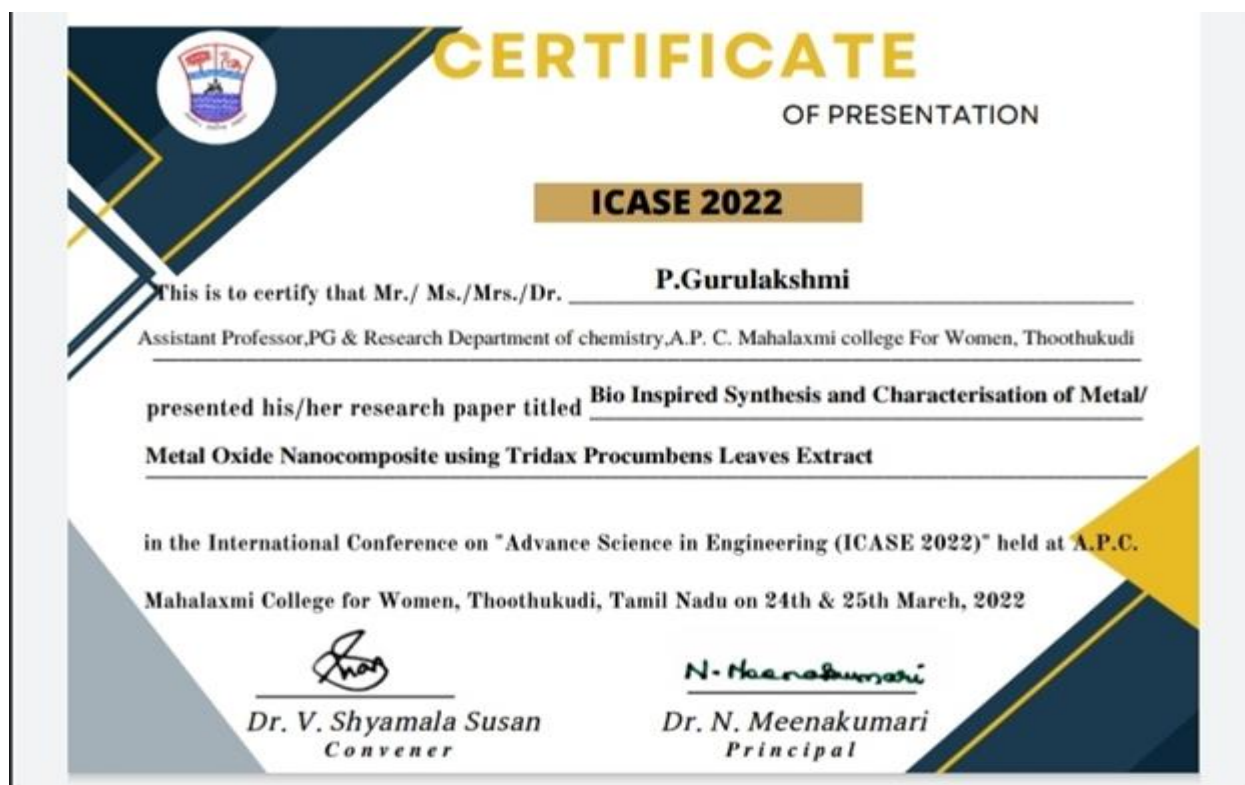 CERTIFICATE
OF PRESENTATION
ICASE 2022
This is to certify that Mr./ Ms./Mrs./Dr. P.Gurulakshmi
Assistant Professor,PG & Research Department of chemistry,A.P. C. Mahalaxmi college For Women, Thoothukudi
presented his/her research paper titled Bio Inspired Synthesis and Characterisation of Metal/
Metal Oxide Nanocomposite using Tridax Procumbens Leaves Extract
in the International Conference on "Advance Science in Engineering (ICASE 2022)" held at A.P.C.
Mahalaxmi College for Women, Thoothukudi, Tamil Nadu on 24th & 25th March, 2022
N. Meenakumari
Dr. V. Shyamala Susan
Dr. N. Meenakumari
Convener
Principal